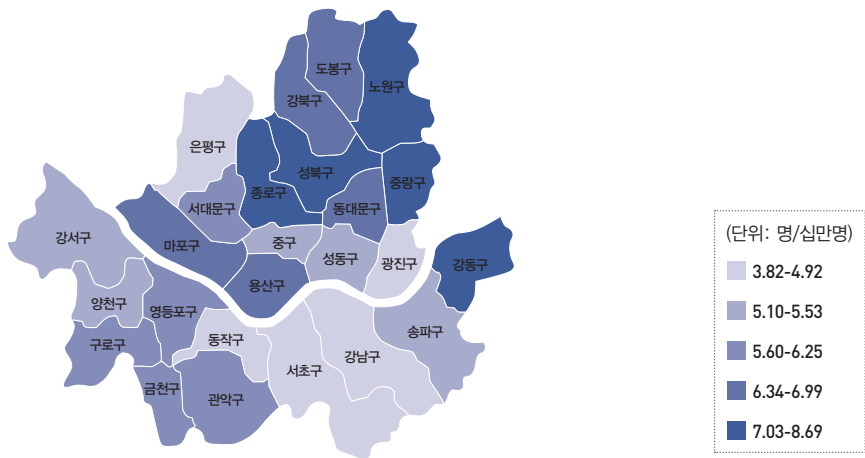 도봉구
노원구
강북구
은평구
성북구
중랑구
종로구
서대문구
동대문구
강서구
마포구
중구
성동구
광진구
강동구
용산구
양천구
영등포구
송파구
동작구
구로구
서초구
강남구
금천구
관악구
(단위: 명/십만명)
3.82-4.92
5.10-5.53
5.60-6.25
6.34-6.99
7.03-8.69